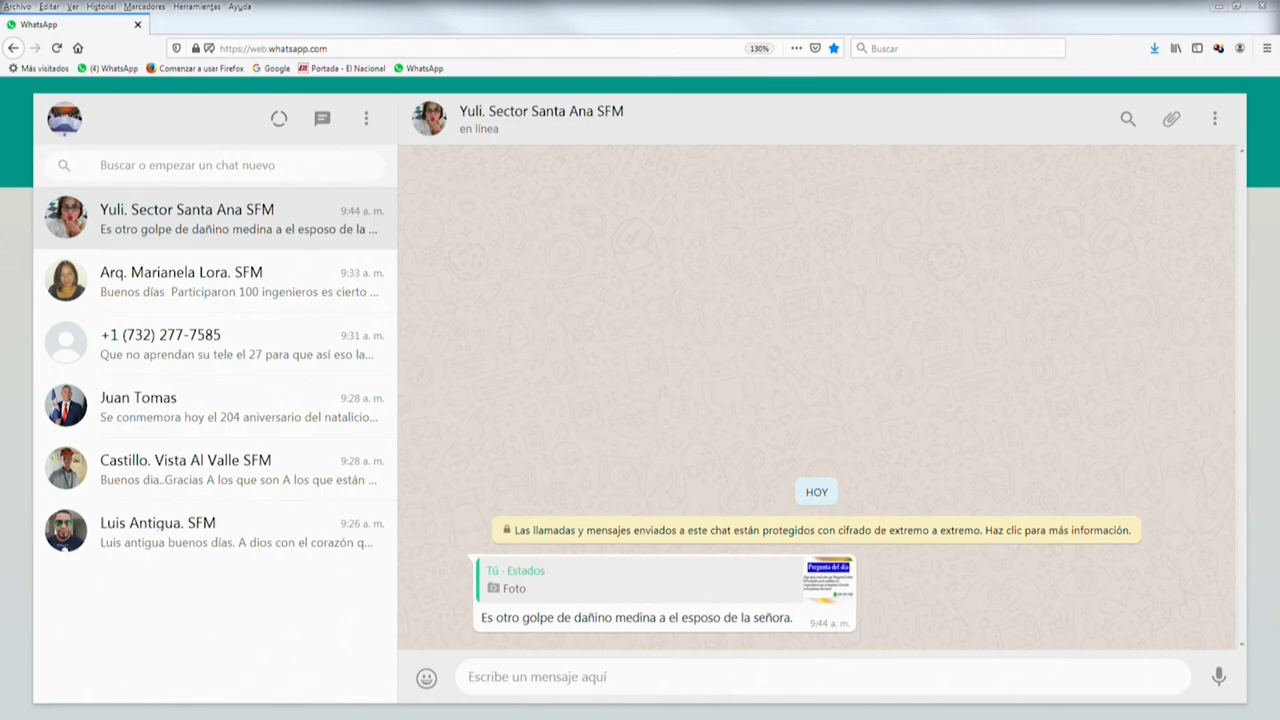 Archivo Editar Ver Historial Marcadores Herramientas Ayuda
WhatsApp
https://web.whatsapp.com
130%
Buscar
Más visitados
(4) WhatsApp
Comenzar a usar Firefox
Google
Portada - El Nacional
WhatsApp
Buscar o empezar un chat nuevo
Yuli. Sector Santa Ana SFM
9:44 a. m.
Es otro golpe de dañino medina a el esposo de la ...
Arq. Marianela Lora. SFM
9:33 a. m.
Buenos días Participaron 100 ingenieros es cierto ...
+1 (732) 277-7585
9:31 a. m.
Que no aprendan su tele el 27 para que así eso la...
Juan Tomas
9:28 a. m.
Se conmemora hoy el 204 aniversario del natalicio...
Castillo. Vista Al Valle SFM
9:28 a. m.
Buenos dia..Gracias A los que son A los que están ...
Luis Antigua. SFM
9:26 a. m.
Luis antigua buenos días. A dios con el corazón q...
Yuli. Sector Santa Ana SFM
en línea
HOY
Las llamadas y mensajes enviados a este chat están protegidos con cifrado de extremo a extremo. Haz clic para más información.
Tú · Estados
Foto
Pregunta del día
Es otro golpe de dañino medina a el esposo de la señora.
9:44 a. m.
Escribe un mensaje aquí